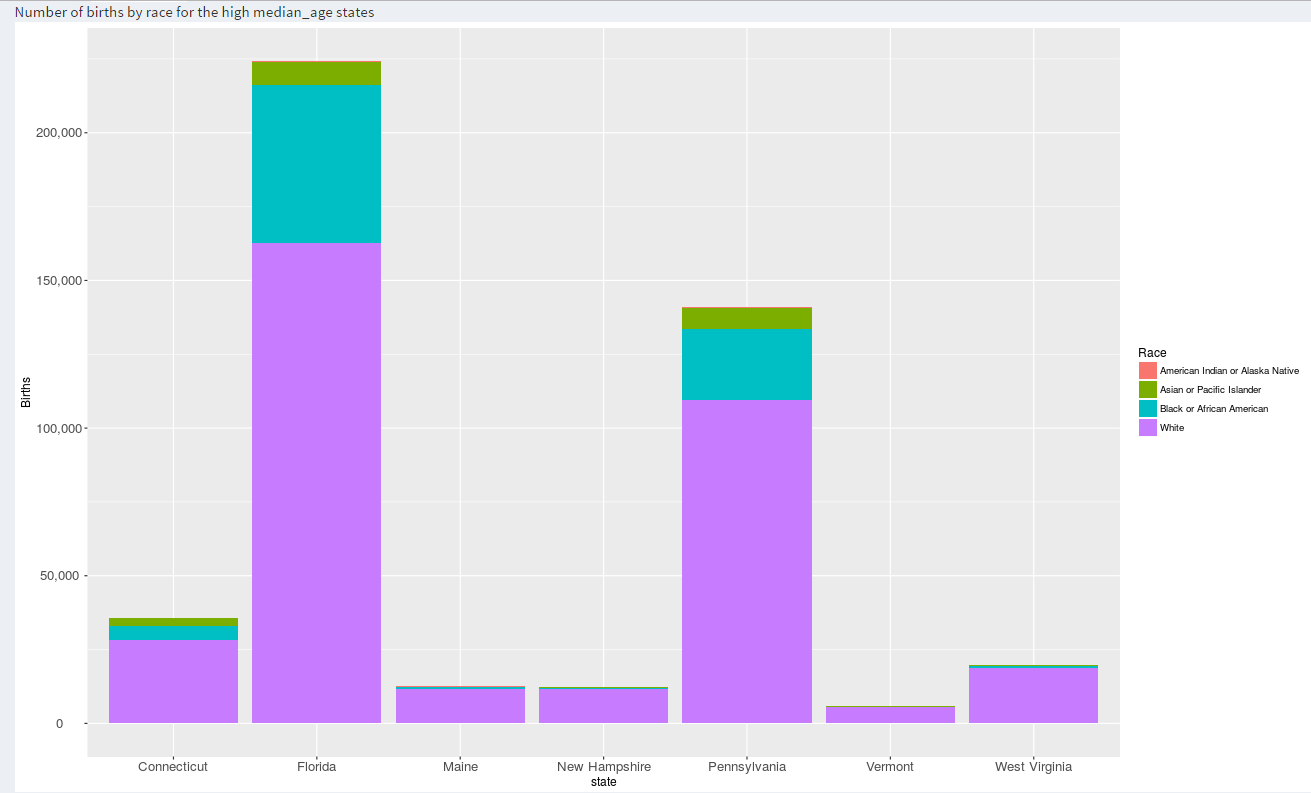 Number of births by race for the high median_age states
200,000
150,000
100,000
50,000
0
Births
Connecticut Florida Maine New Hampshire Pennsylvania Vermont West Virginia
state
Race
American Indian or Alaska Native
Asian or Pacific Islander
Black or African American
White